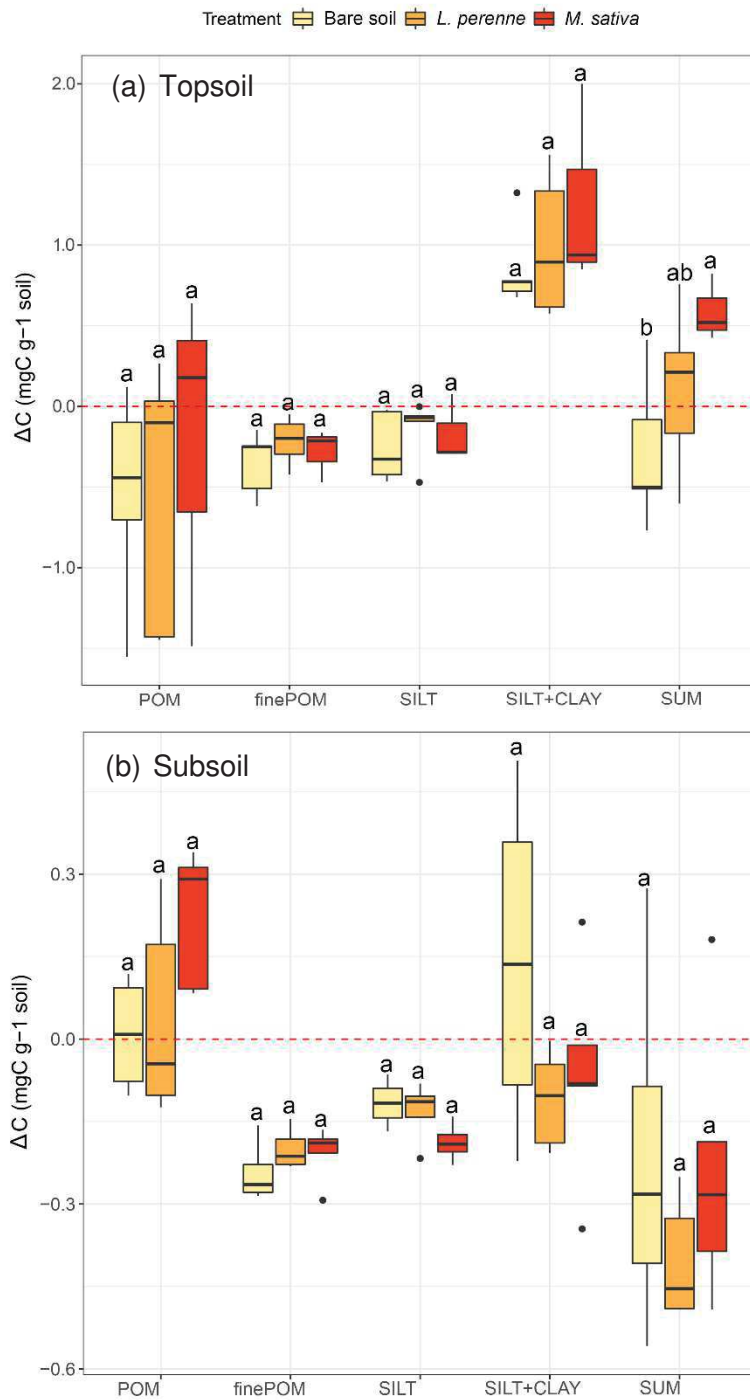 Treatment Bare soil L. perenne M. sativa
(a) Topsoil
2.0
1.0
0.0
−1.0
ΔC (mgC g−1 soil)
a a a
a a a
a a a
a a a
b ab a
POM finePOM SILT SILT+CLAY SUM
(b) Subsoil
0.3
0.0
−0.3
−0.6
ΔC (mgC g−1 soil)
a a a
a a a
a a a
a a a
a a a
POM finePOM SILT SILT+CLAY SUM